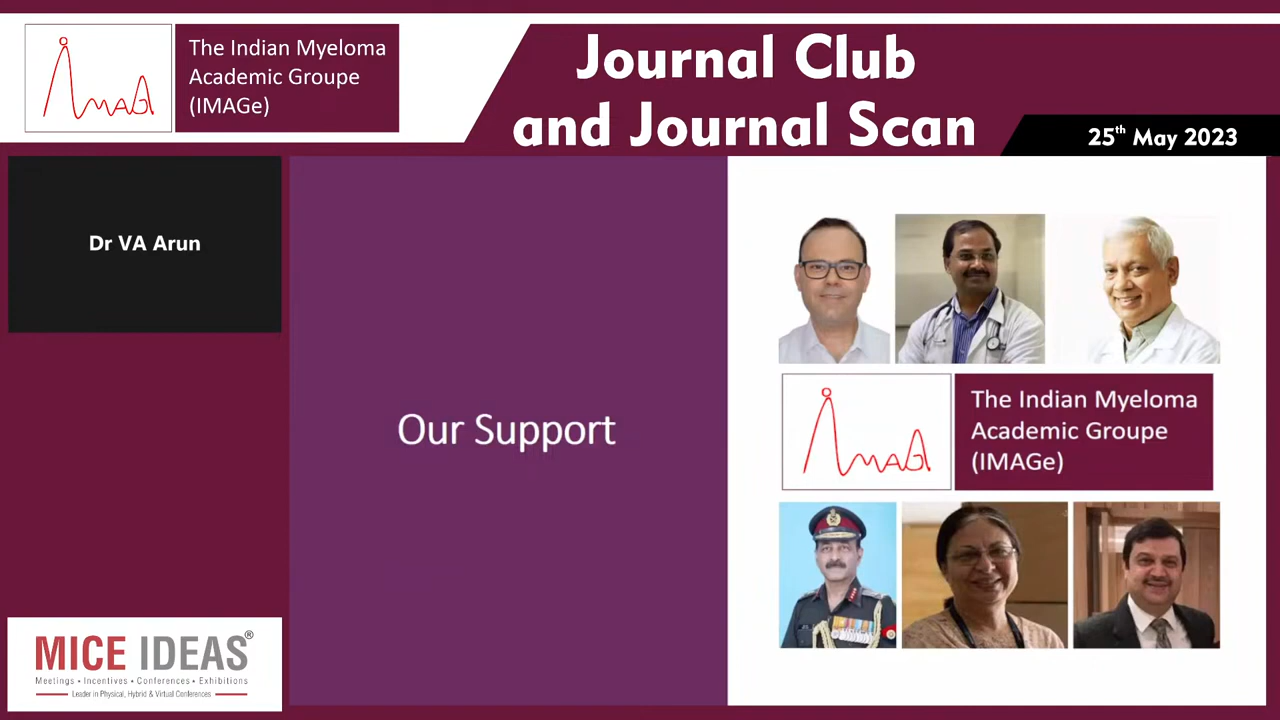 The Indian Myeloma
Academic Groupe
(IMAGe)
Journal Club
and Journal Scan
25th May 2023
Dr VA Arun
Our Support
iMAGe
The Indian Myeloma
Academic Groupe
(IMAGe)
MICE IDEAS®
Meetings • Incentives • Conferences • Exhibitions
Leader in Physical, Hybrid & Virtual Conferences